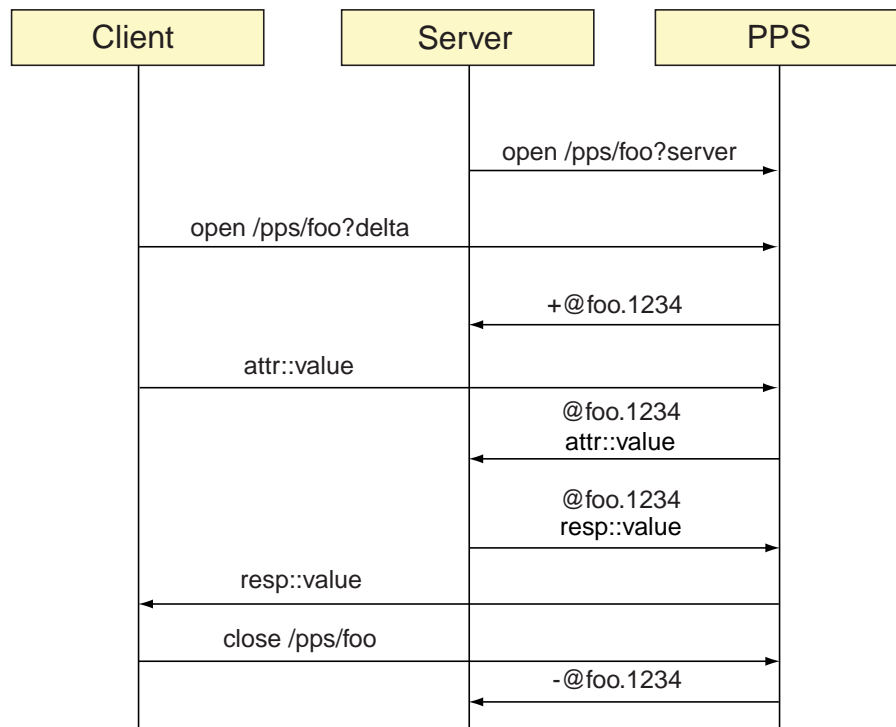 Client
Server
PPS
open /pps/foo?server
open /pps/foo?delta
+@foo.1234
attr::value
@foo.1234
attr::value
@foo.1234
resp::value
resp::value
close /pps/foo
-@foo.1234